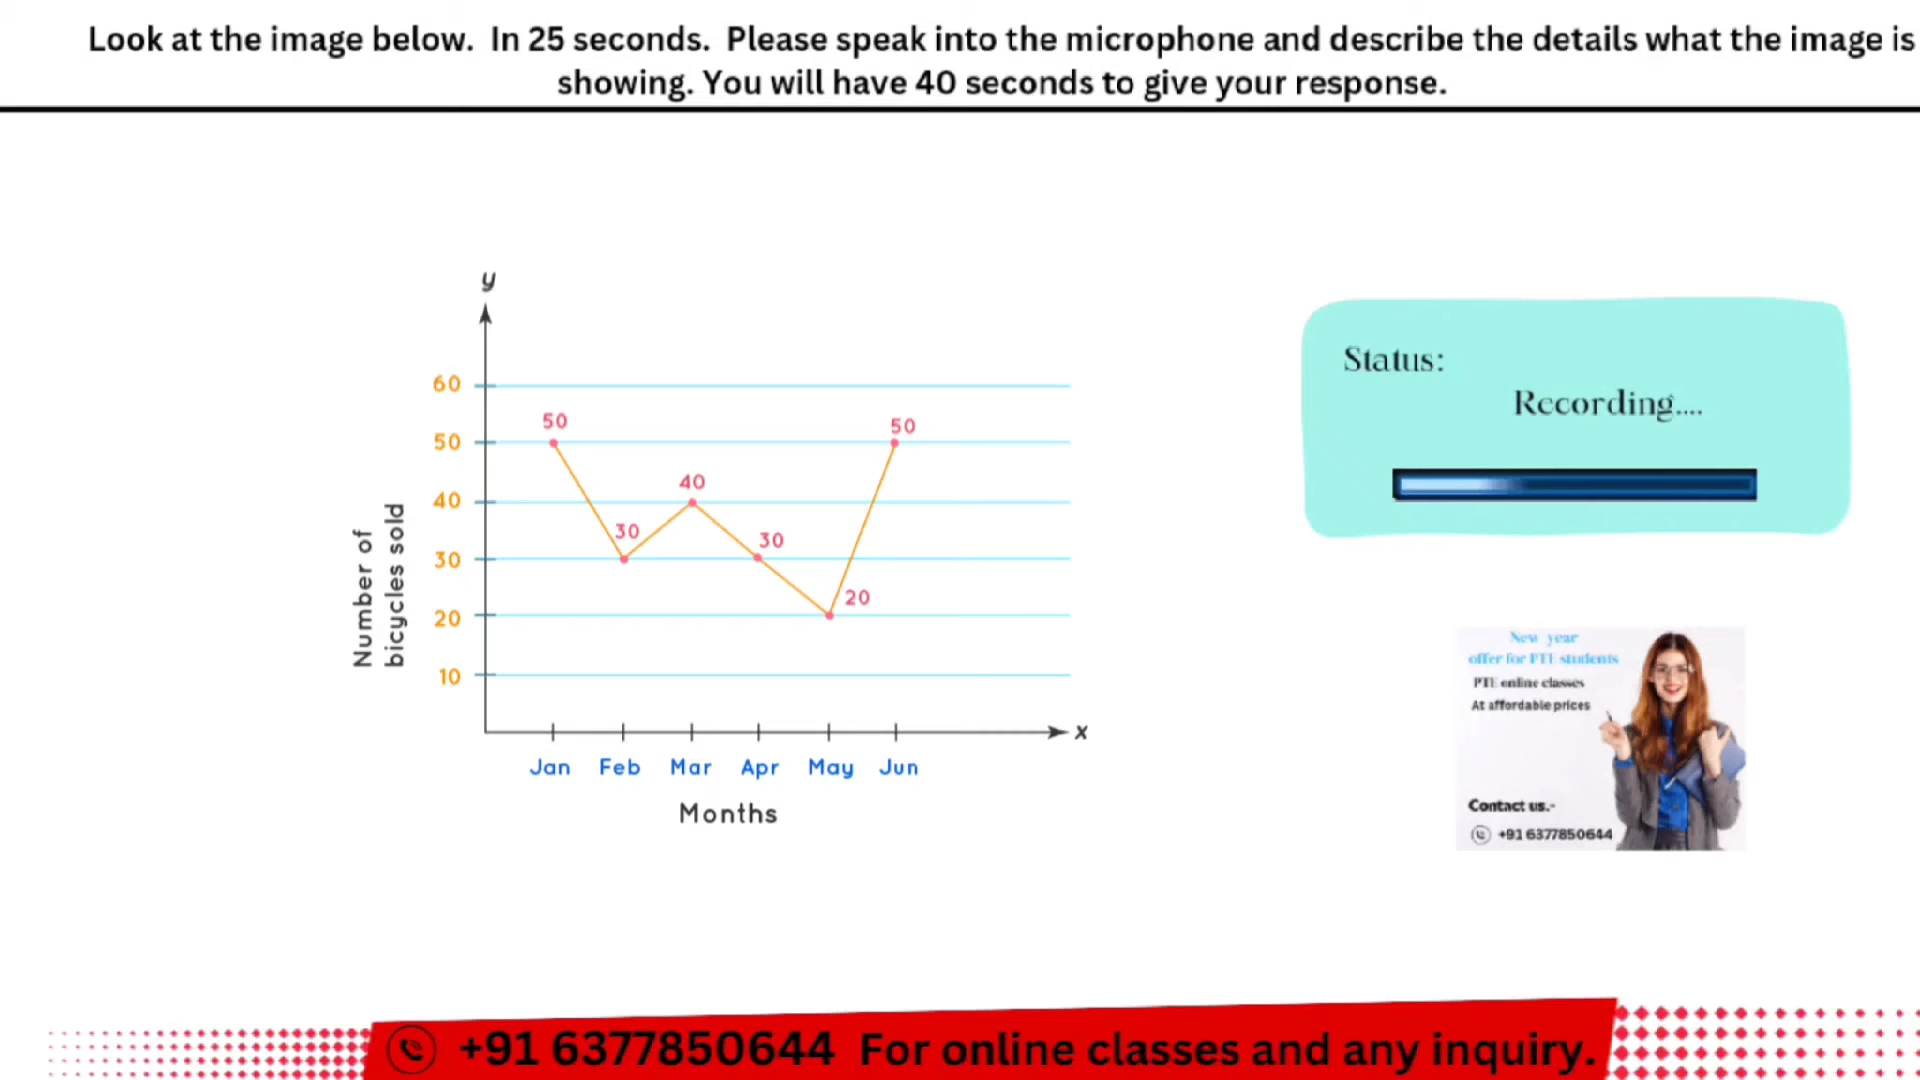 Look at the image below. In 25 seconds. Please speak into the microphone and describe the details what the image is
showing. You will have 40 seconds to give your response.
y
60
50
40
30
20
10
Number of
bicycles sold
50
30
40
30
20
50
x
Jan Feb Mar Apr May Jun
Months
Status:
Recording....
New year
offer for PTE students
PTE online classes
At affordable prices
Contact us.-
+91 6377850644
+91 6377850644 For online classes and any inquiry.